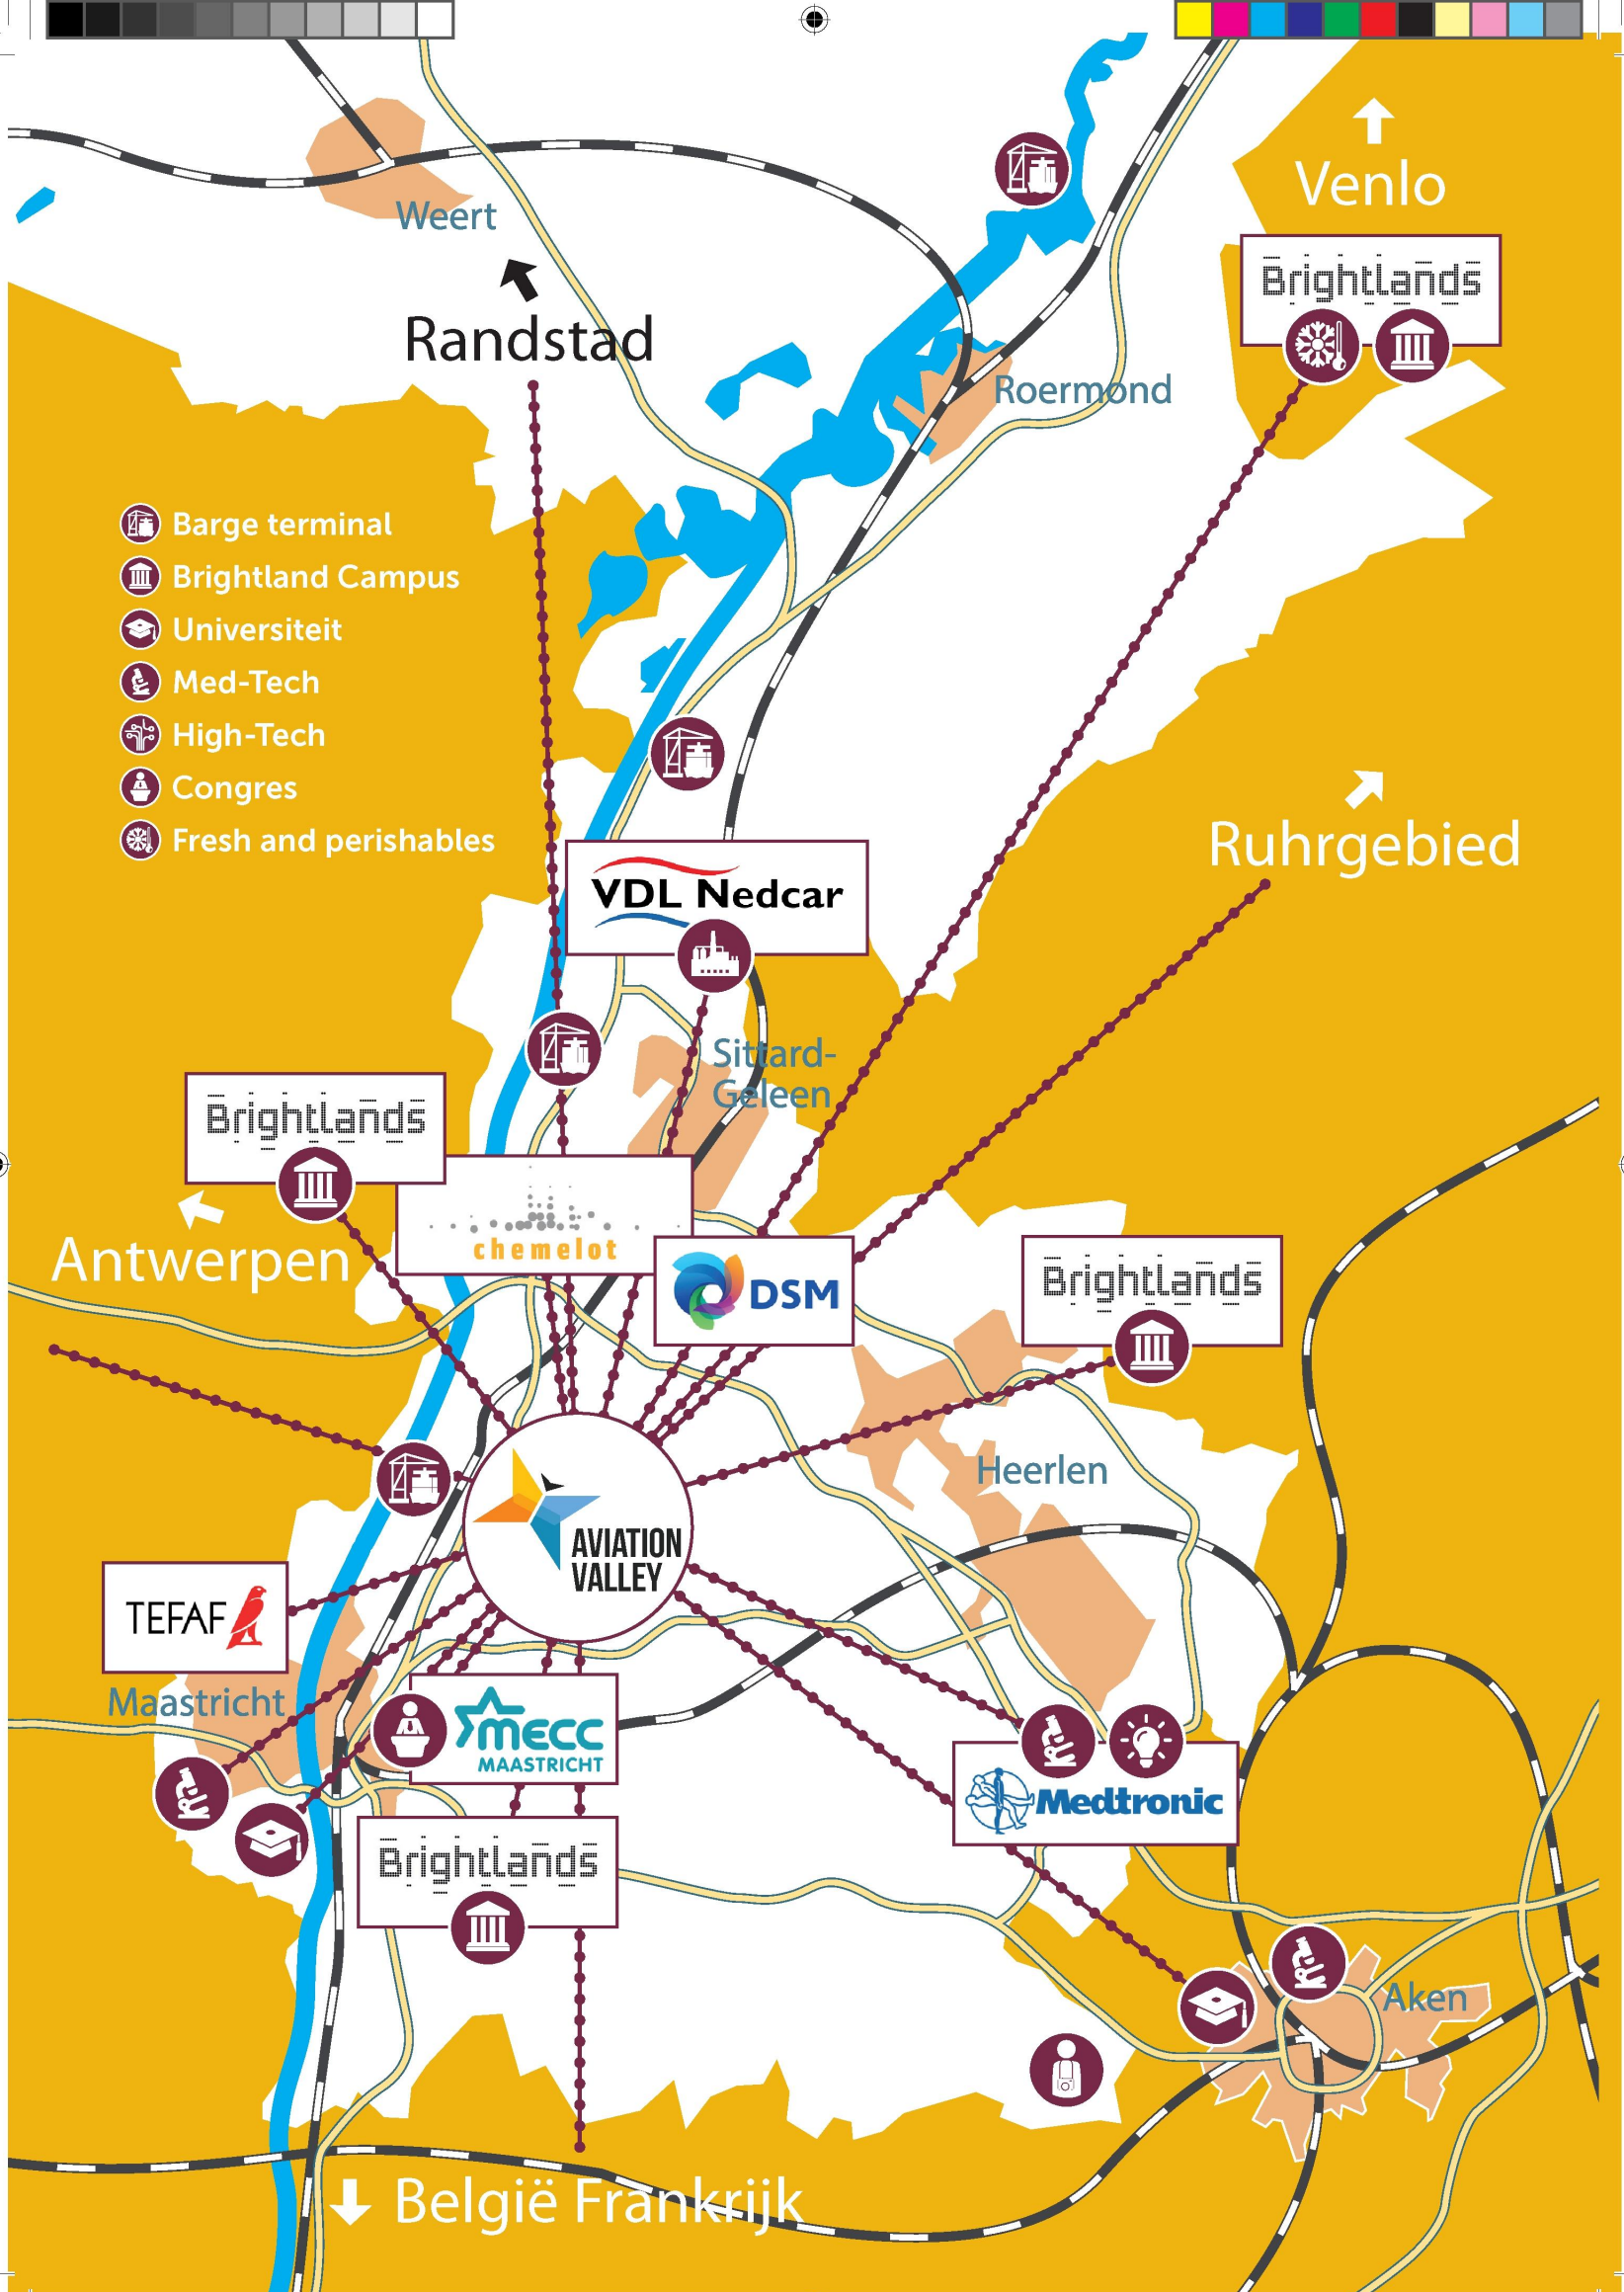 Venlo
Weert
Brightlands
Randstad
Roermond
Barge terminal
Brightland Campus
Universiteit
Med-Tech
High-Tech
Congres
Fresh and perishables
Ruhrgebied
VDL Nedcar
Sittard-
Geleen
Brightlands
chemelot
Antwerpen
DSM
Brightlands
Heerlen
AVIATION
VALLEY
TEFAF
Maastricht
MECC
MAASTRICHT
Medtronic
Brightlands
Aken
België Frankrijk